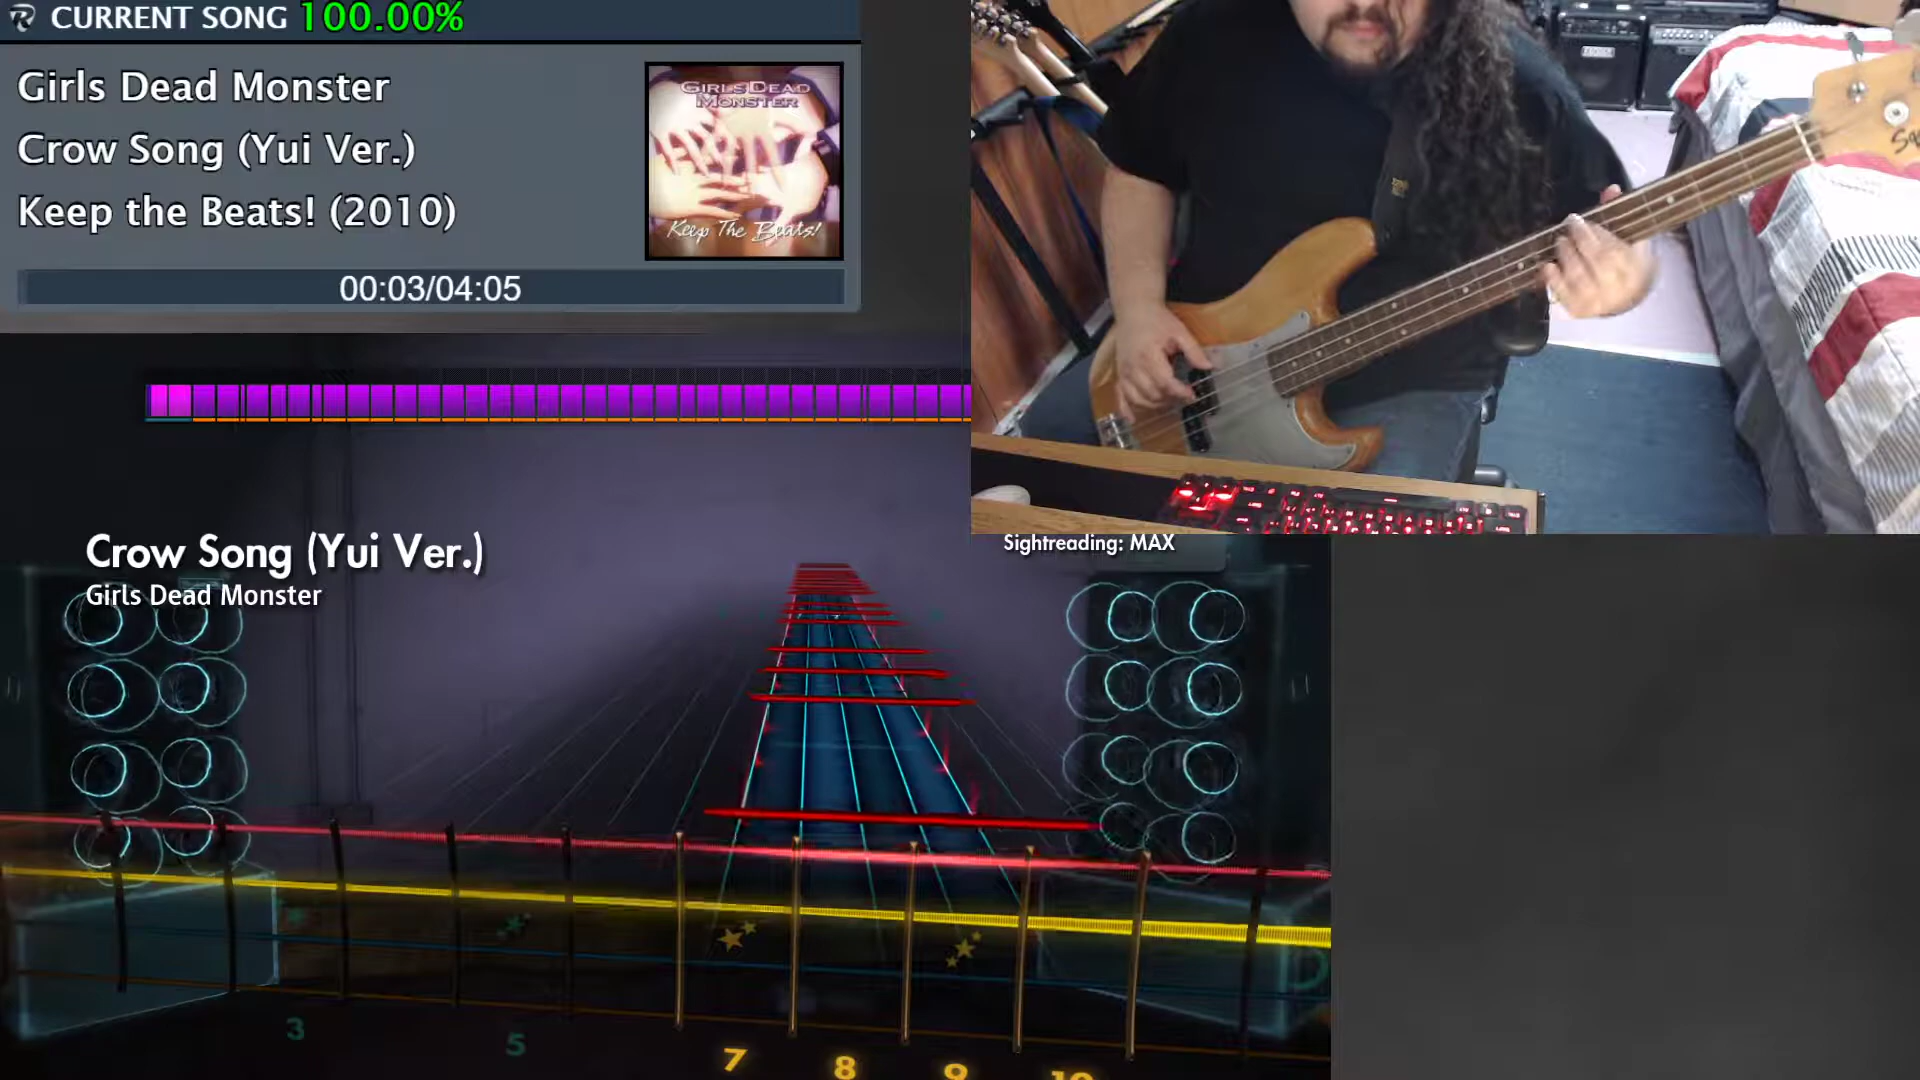 CURRENT SONG 100.00%
Girls Dead Monster
Crow Song (Yui Ver.)
Keep the Beats! (2010)
GIRLS DEAD
MONSTER
Keep The Beats!
00:03/04:05
Crow Song (Yui Ver.)
Girls Dead Monster
Sightreading: MAX
3
5
7
8
9
10